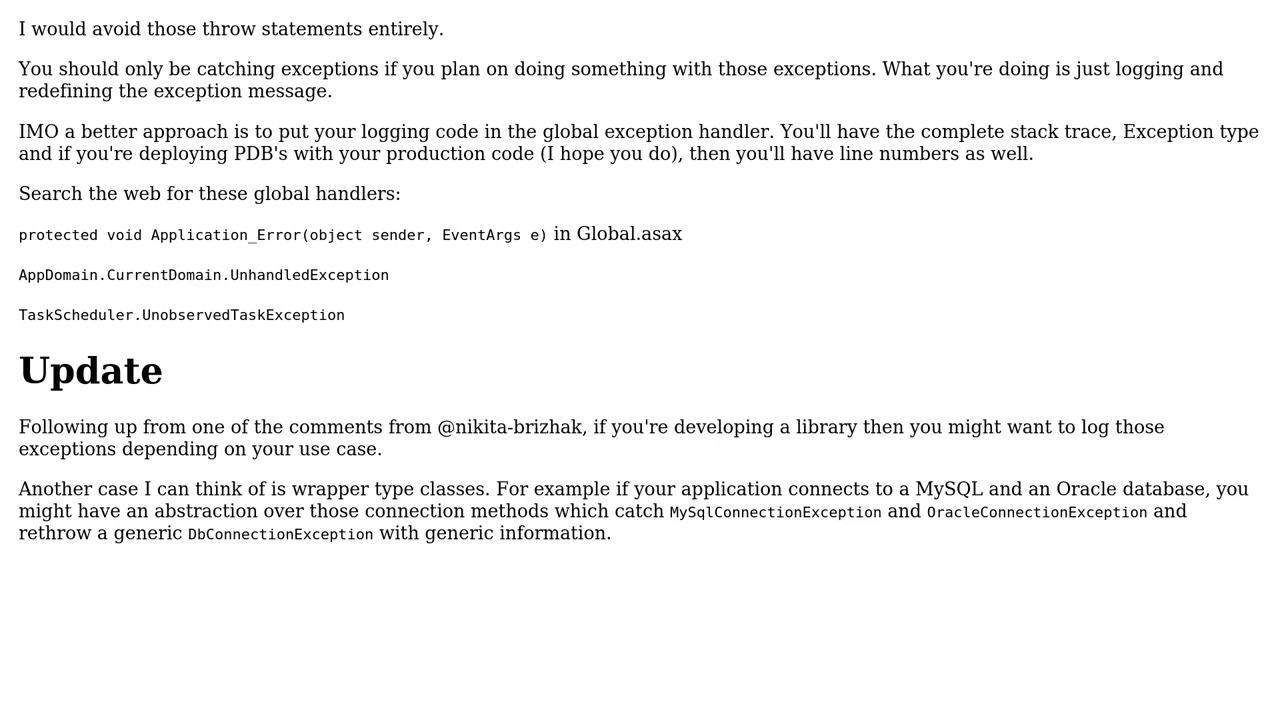 I would avoid those throw statements entirely.
You should only be catching exceptions if you plan on doing something with those exceptions. What you're doing is just logging and
redefining the exception message.
IMO a better approach is to put your logging code in the global exception handler. You'll have the complete stack trace, Exception type
and if you're deploying PDB's with your production code (I hope you do), then you'll have line numbers as well.
Search the web for these global handlers:
protected void Application_Error(object sender, EventArgs e) in Global.asax
AppDomain.CurrentDomain.UnhandledException
TaskScheduler.UnobservedTaskException
Update
Following up from one of the comments from @nikita-brizhak, if you're developing a library then you might want to log those
exceptions depending on your use case.
Another case I can think of is wrapper type classes. For example if your application connects to a MySQL and an Oracle database, you
might have an abstraction over those connection methods which catch MySqlConnectionException and OracleConnectionException and
rethrow a generic DbConnectionException with generic information.